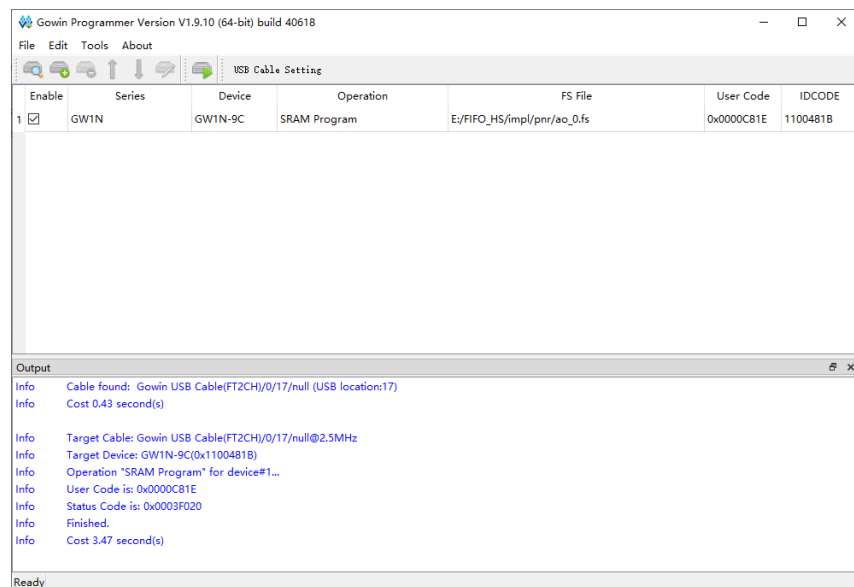 Gowin Programmer Version V1.9.10 (64-bit) build 40618
File Edit Tools About
USB Cable Setting
Enable Series Device Operation FS File User Code IDCODE
1 GW1N GW1N-9C SRAM Program E:/FIFO_HS/impl/pnr/ao_0.fs 0x0000C81E 1100481B
Output
Info Cable found: Gowin USB Cable(FT2CH)/0/17/null (USB location:17)
Info Cost 0.43 second(s)
Info Target Cable: Gowin USB Cable(FT2CH)/0/17/null@2.5MHz
Info Target Device: GW1N-9C(0x1100481B)
Info Operation "SRAM Program" for device#1...
Info User Code is: 0x0000C81E
Info Status Code is: 0x0003F020
Info Finished.
Info Cost 3.47 second(s)
Ready